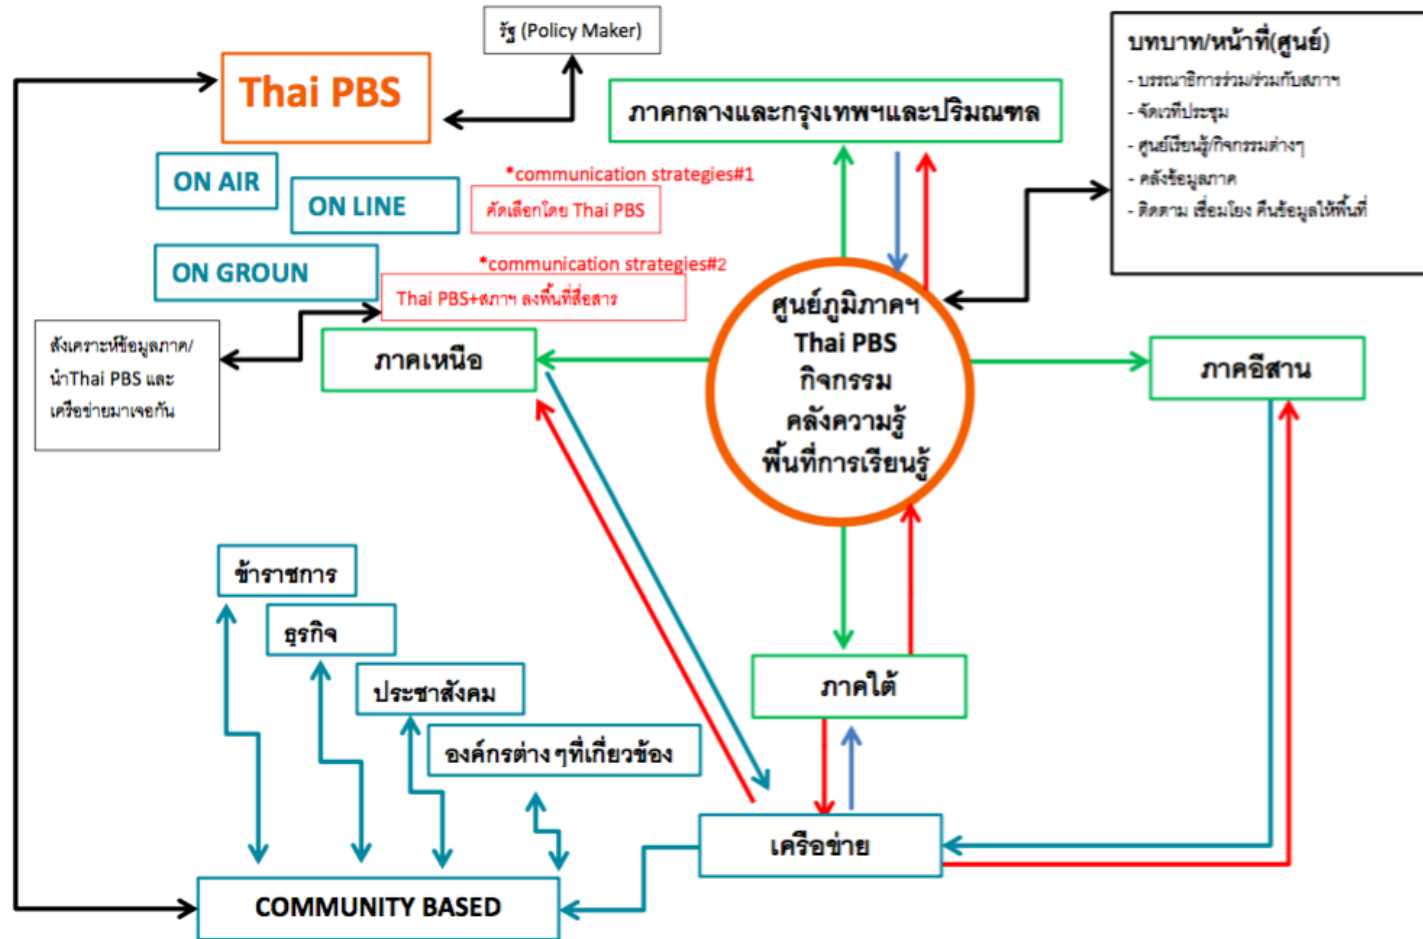 รัฐ (Policy Maker)
Thai PBS
ภาคกลางและกรุงเทพฯและปริมณฑล
บทบาท/หน้าที่(ศูนย์)
- บรรณาธิการร่วม/ร่วมกับสภาฯ
- จัดเวทีประชุม
- ศูนย์เรียนรู้/กิจกรรมต่างๆ
- คลังข้อมูลภาค
- ติดตาม เชื่อมโยง คืนข้อมูลให้พื้นที่
ON AIR
ON LINE
*communication strategies#1
คัดเลือกโดย Thai PBS
ON GROUN
*communication strategies#2
Thai PBS+สภาฯ ลงพื้นที่สื่อสาร
สังเคราะห์ข้อมูลภาค/
นำThai PBS และ
เครือข่ายมาเจอกัน
ภาคเหนือ
ศูนย์ภูมิภาคฯ
Thai PBS
กิจกรรม
คลังความรู้
พื้นที่การเรียนรู้
ภาคอีสาน
ข้าราชการ
ธุรกิจ
ประชาสังคม
องค์กรต่างๆที่เกี่ยวข้อง
ภาคใต้
เครือข่าย
COMMUNITY BASED